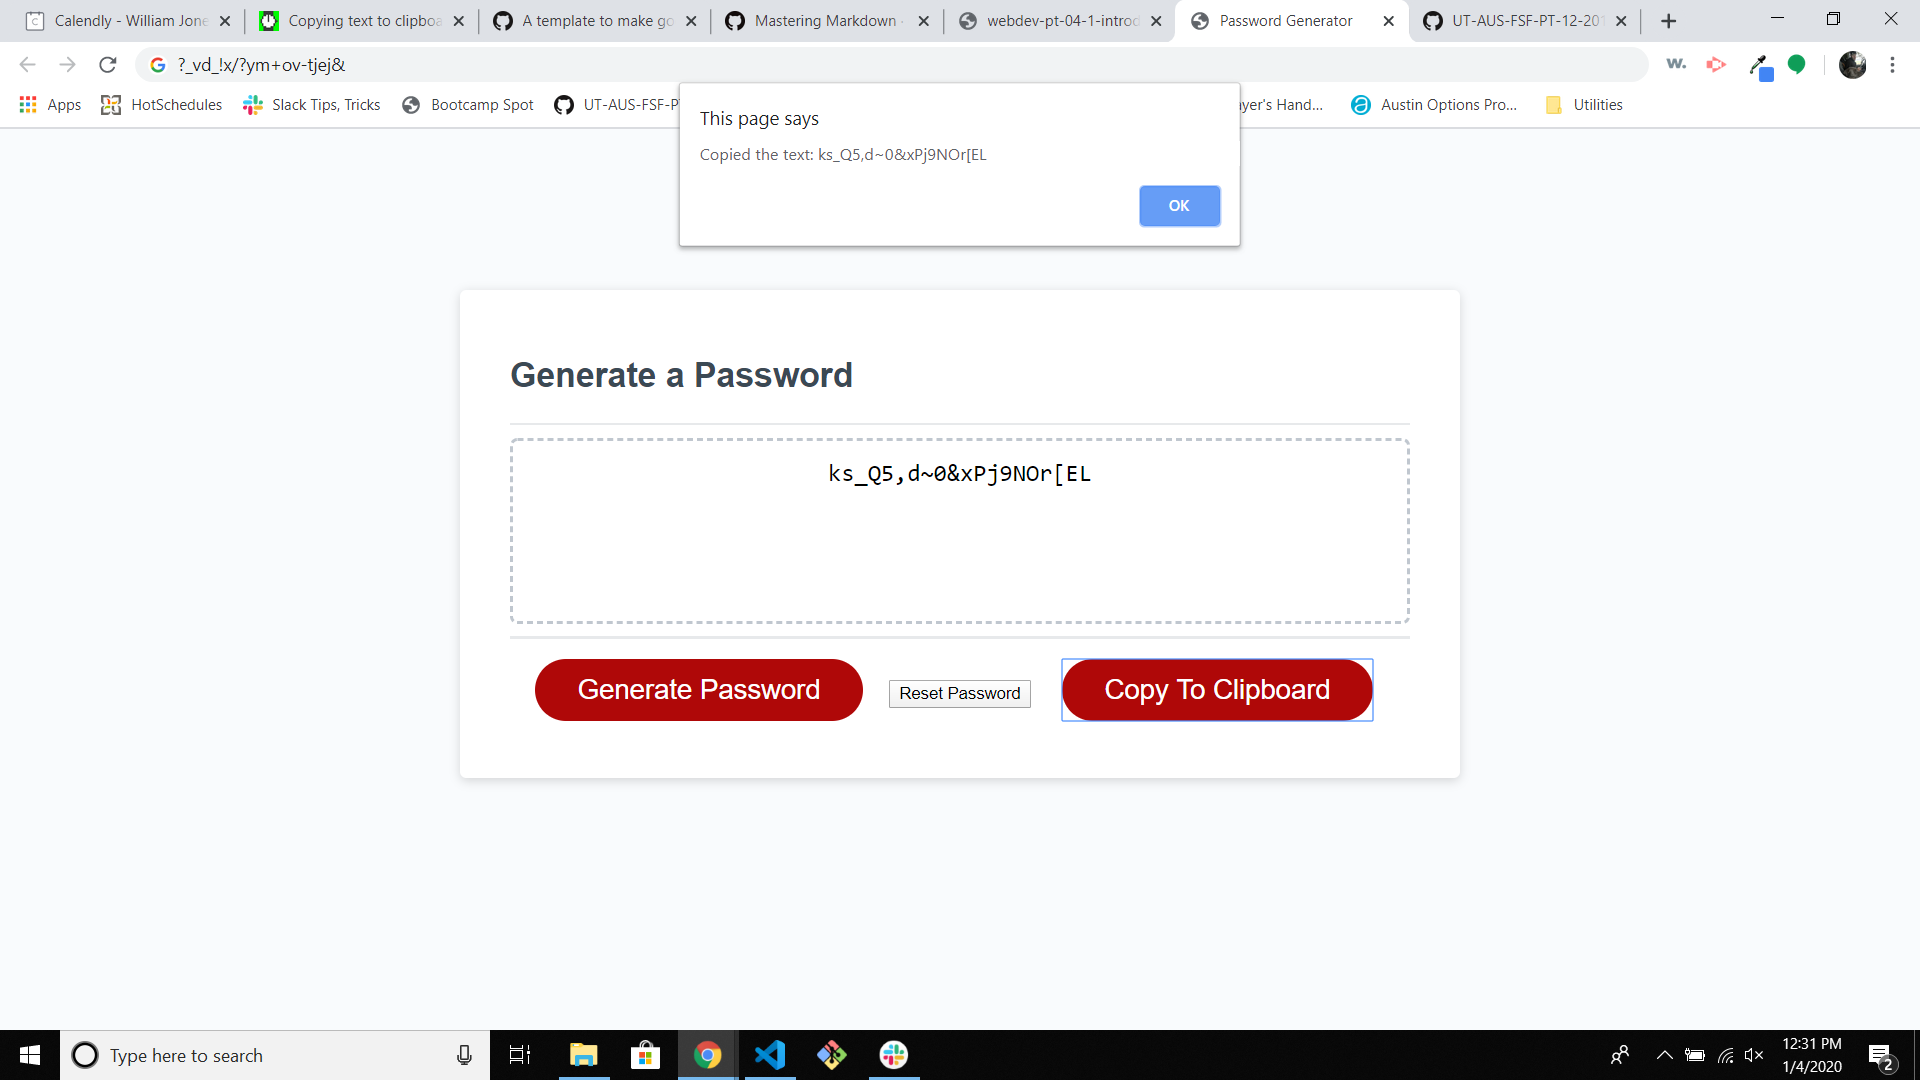 Calendly - William Jone
Copying text to clipboa
A template to make go
Mastering Markdown -
webdev-pt-04-1-introd
Password Generator
UT-AUS-FSF-PT-12-201
?_vd_!x/?ym+ov-tjej&
w.
Apps
HotSchedules
Slack Tips, Tricks
Bootcamp Spot
UT-AUS-FSF-P
ayer's Hand...
Austin Options Pro...
Utilities
This page says
Copied the text: ks_Q5,d~0&xPj9NOr[EL
OK
Generate a Password
ks_Q5,d~0&xPj9NOr[EL
Generate Password
Reset Password
Copy To Clipboard
Type here to search
12:31 PM
1/4/2020
2